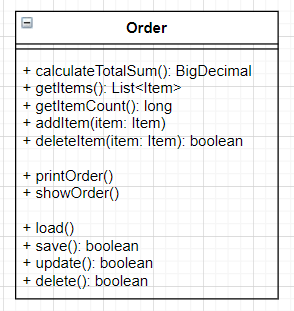 Order
+ calculateTotalSum(): BigDecimal
+ getItems(): List<Item>
+ getItemCount(): long
+ addItem(item: Item)
+ deleteItem(item: Item): boolean
+ printOrder()
+ showOrder()
+ load()
+ save(): boolean
+ update(): boolean
+ delete(): boolean